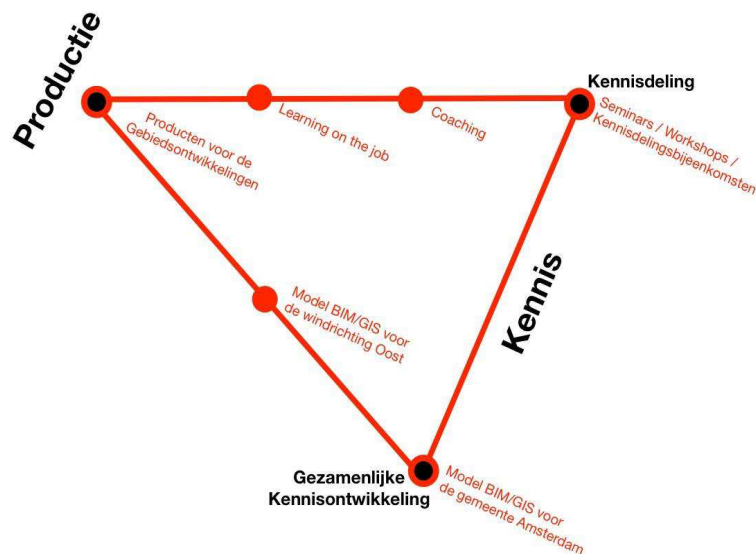 Productie
Producten voor de
Gebiedsontwikkelingen
Learning on the job
Coaching
Kennisdeling
Seminars / Workshops /
Kennisdelingsbijeenkomsten
Model BIM/GIS voor
de windrichting Oost
Kennis
Gezamenlijke
Kennisontwikkeling
Model BIM/GIS voor
de gemeente Amsterdam